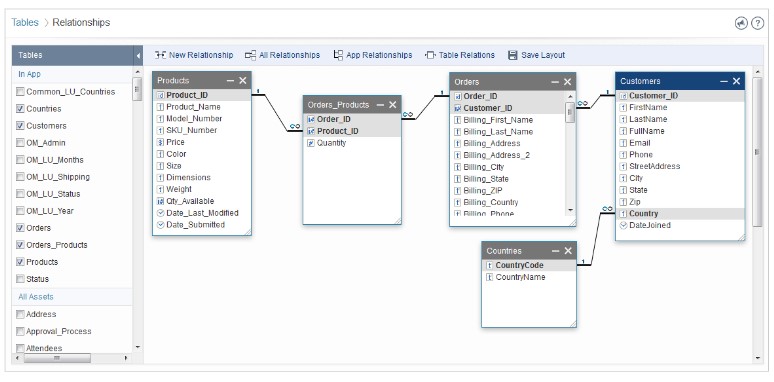 Tables > Relationships
Tables
New Relationship
All Relationships
App Relationships
Table Relations
Save Layout
In App
Common_LU_Countries
Countries
Customers
OM_Admin
OM_LU_Months
OM_LU_Shipping
OM_LU_Status
OM_LU_Year
Orders
Orders_Products
Products
Status
All Assets
Address
Approval_Process
Attendees
Products
Product_ID
Product_Name
Model_Number
SKU_Number
Price
Color
Size
Dimensions
Weight
Qty_Available
Date_Last_Modified
Date_Submitted
1
∞
Orders_Products
Order_ID
Product_ID
Quantity
∞
1
Orders
Order_ID
Customer_ID
Billing_First_Name
Billing_Last_Name
Billing_Address
Billing_Address_2
Billing_City
Billing_State
Billing_ZIP
Billing_Country
Billing_Phone
∞
1
Customers
Customer_ID
FirstName
LastName
FullName
Email
Phone
StreetAddress
City
State
Zip
Country
DateJoined
∞
1
Countries
CountryCode
CountryName